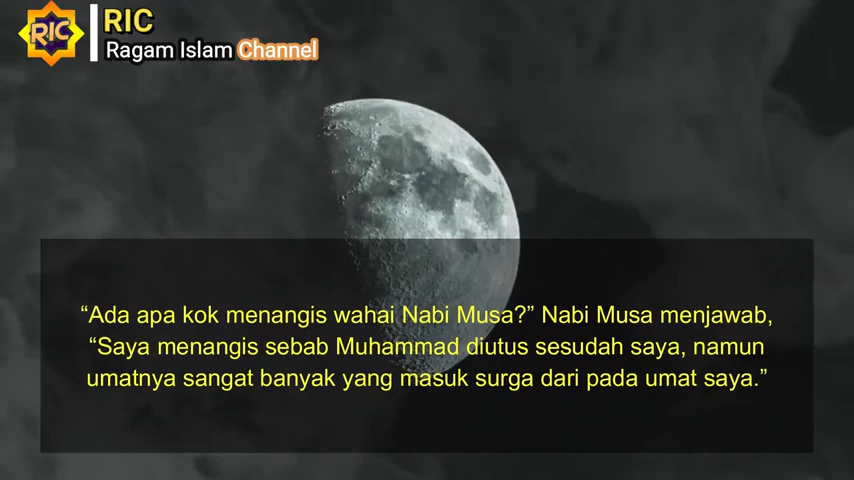 RIC
RIC
Ragam Islam Channel
“Ada apa kok menangis wahai Nabi Musa?” Nabi Musa menjawab,
“Saya menangis sebab Muhammad diutus sesudah saya, namun
umatnya sangat banyak yang masuk surga dari pada umat saya.”